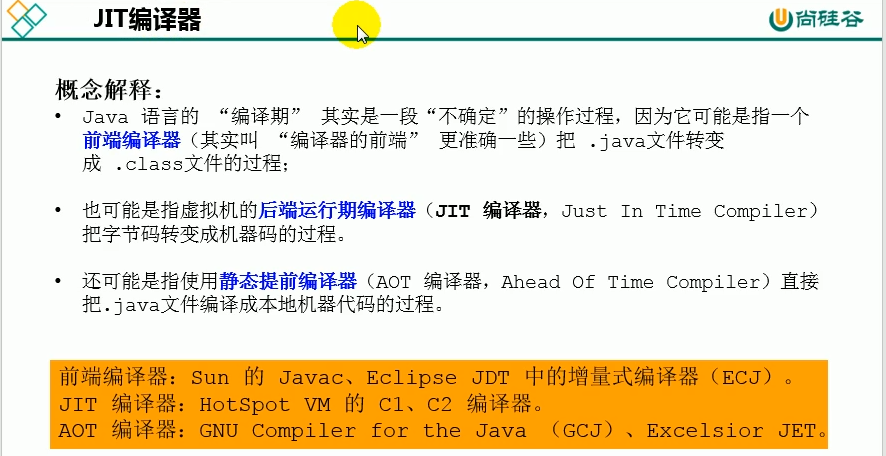 JIT编译器
尚硅谷
概念解释：
• Java 语言的 “编译期” 其实是一段“不确定”的操作过程，因为它可能是指一个
前端编译器（其实叫 “编译器的前端” 更准确一些）把 .java文件转变
成 .class文件的过程；
• 也可能是指虚拟机的后端运行期编译器（JIT 编译器，Just In Time Compiler）
把字节码转变成机器码的过程。
• 还可能是指使用静态提前编译器（AOT 编译器，Ahead Of Time Compiler）直接
把.java文件编译成本地机器代码的过程。
前端编译器：Sun 的 Javac、Eclipse JDT 中的增量式编译器（ECJ）。
JIT 编译器：HotSpot VM 的 C1、C2 编译器。
AOT 编译器：GNU Compiler for the Java （GCJ）、Excelsior JET。